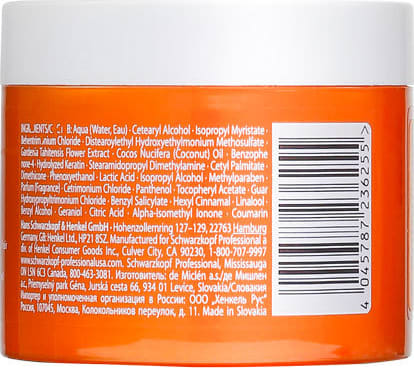 INGR...IENTS/C B: Aqua (Water, Eau) · Cetearyl Alcohol · Isopropyl Myristate ·
Behentrimonium Chloride · Distearoylethyl Hydroxyethylmonium Methosulfate ·
Gardenia Tahitensis Flower Extract · Cocos Nucifera (Coconut) Oil · Benzophe
none-4 · Hydrolyzed Keratin · Stearamidopropyl Dimethylamine · Cetyl Palmitate ·
Dimethicone · Phenoxyethanol · Lactic Acid · Isopropyl Alcohol · Methylparaben ·
Parfum (Fragrance) · Cetrimonium Chloride · Panthenol · Tocopheryl Acetate · Guar
Hydroxypropyltrimonium Chloride · Benzyl Salicylate · Hexyl Cinnamal · Linalool ·
Benzyl Alcohol · Geraniol · Citric Acid · Alpha-Isomethyl Ionone · Coumarin
Hans Schwarzkopf & Henkel GmbH · Hohenzollernring 127–129, 22763 Hamburg
Germany, GB: Henkel Ltd, HP21 8SZ. Manufactured for Schwarzkopf Professional a
c. of Henkel Consumer Goods Inc., Culver City, CA 90230, 1-800-707-9997
www.schwarzkopf-professionalusa.com. Schwarzkopf Professional, Mississauga
ON L5N 6C3 Canada, 800-463-3081. Изготовитель: de Miclén a.s./де Мицлен
а.с., Priemyselný park Géňa, Jurská cesta 66, 934 01 Levice, Slovakia/Словакия
Импортер и уполномоченная организация в России: ООО „Хенкель Рус"
Россия, 107045, Москва, Колокольников переулок, д. 11. Made in Slovakia
4 045787 236255 >